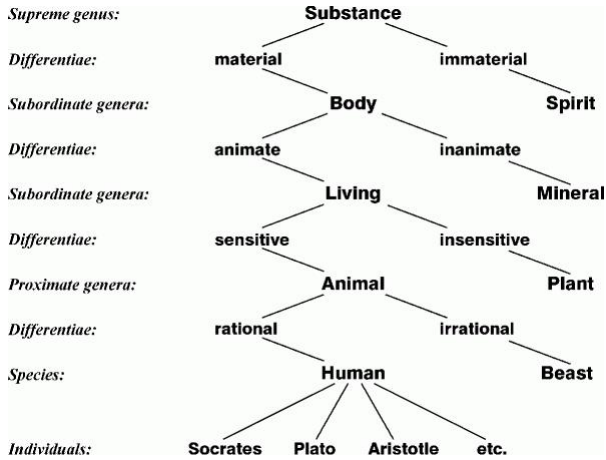 Supreme genus: Substance
Differentiae: material immaterial
Subordinate genera: Body Spirit
Differentiae: animate inanimate
Subordinate genera: Living Mineral
Differentiae: sensitive insensitive
Proximate genera: Animal Plant
Differentiae: rational irrational
Species: Human Beast
Individuals: Socrates Plato Aristotle etc.